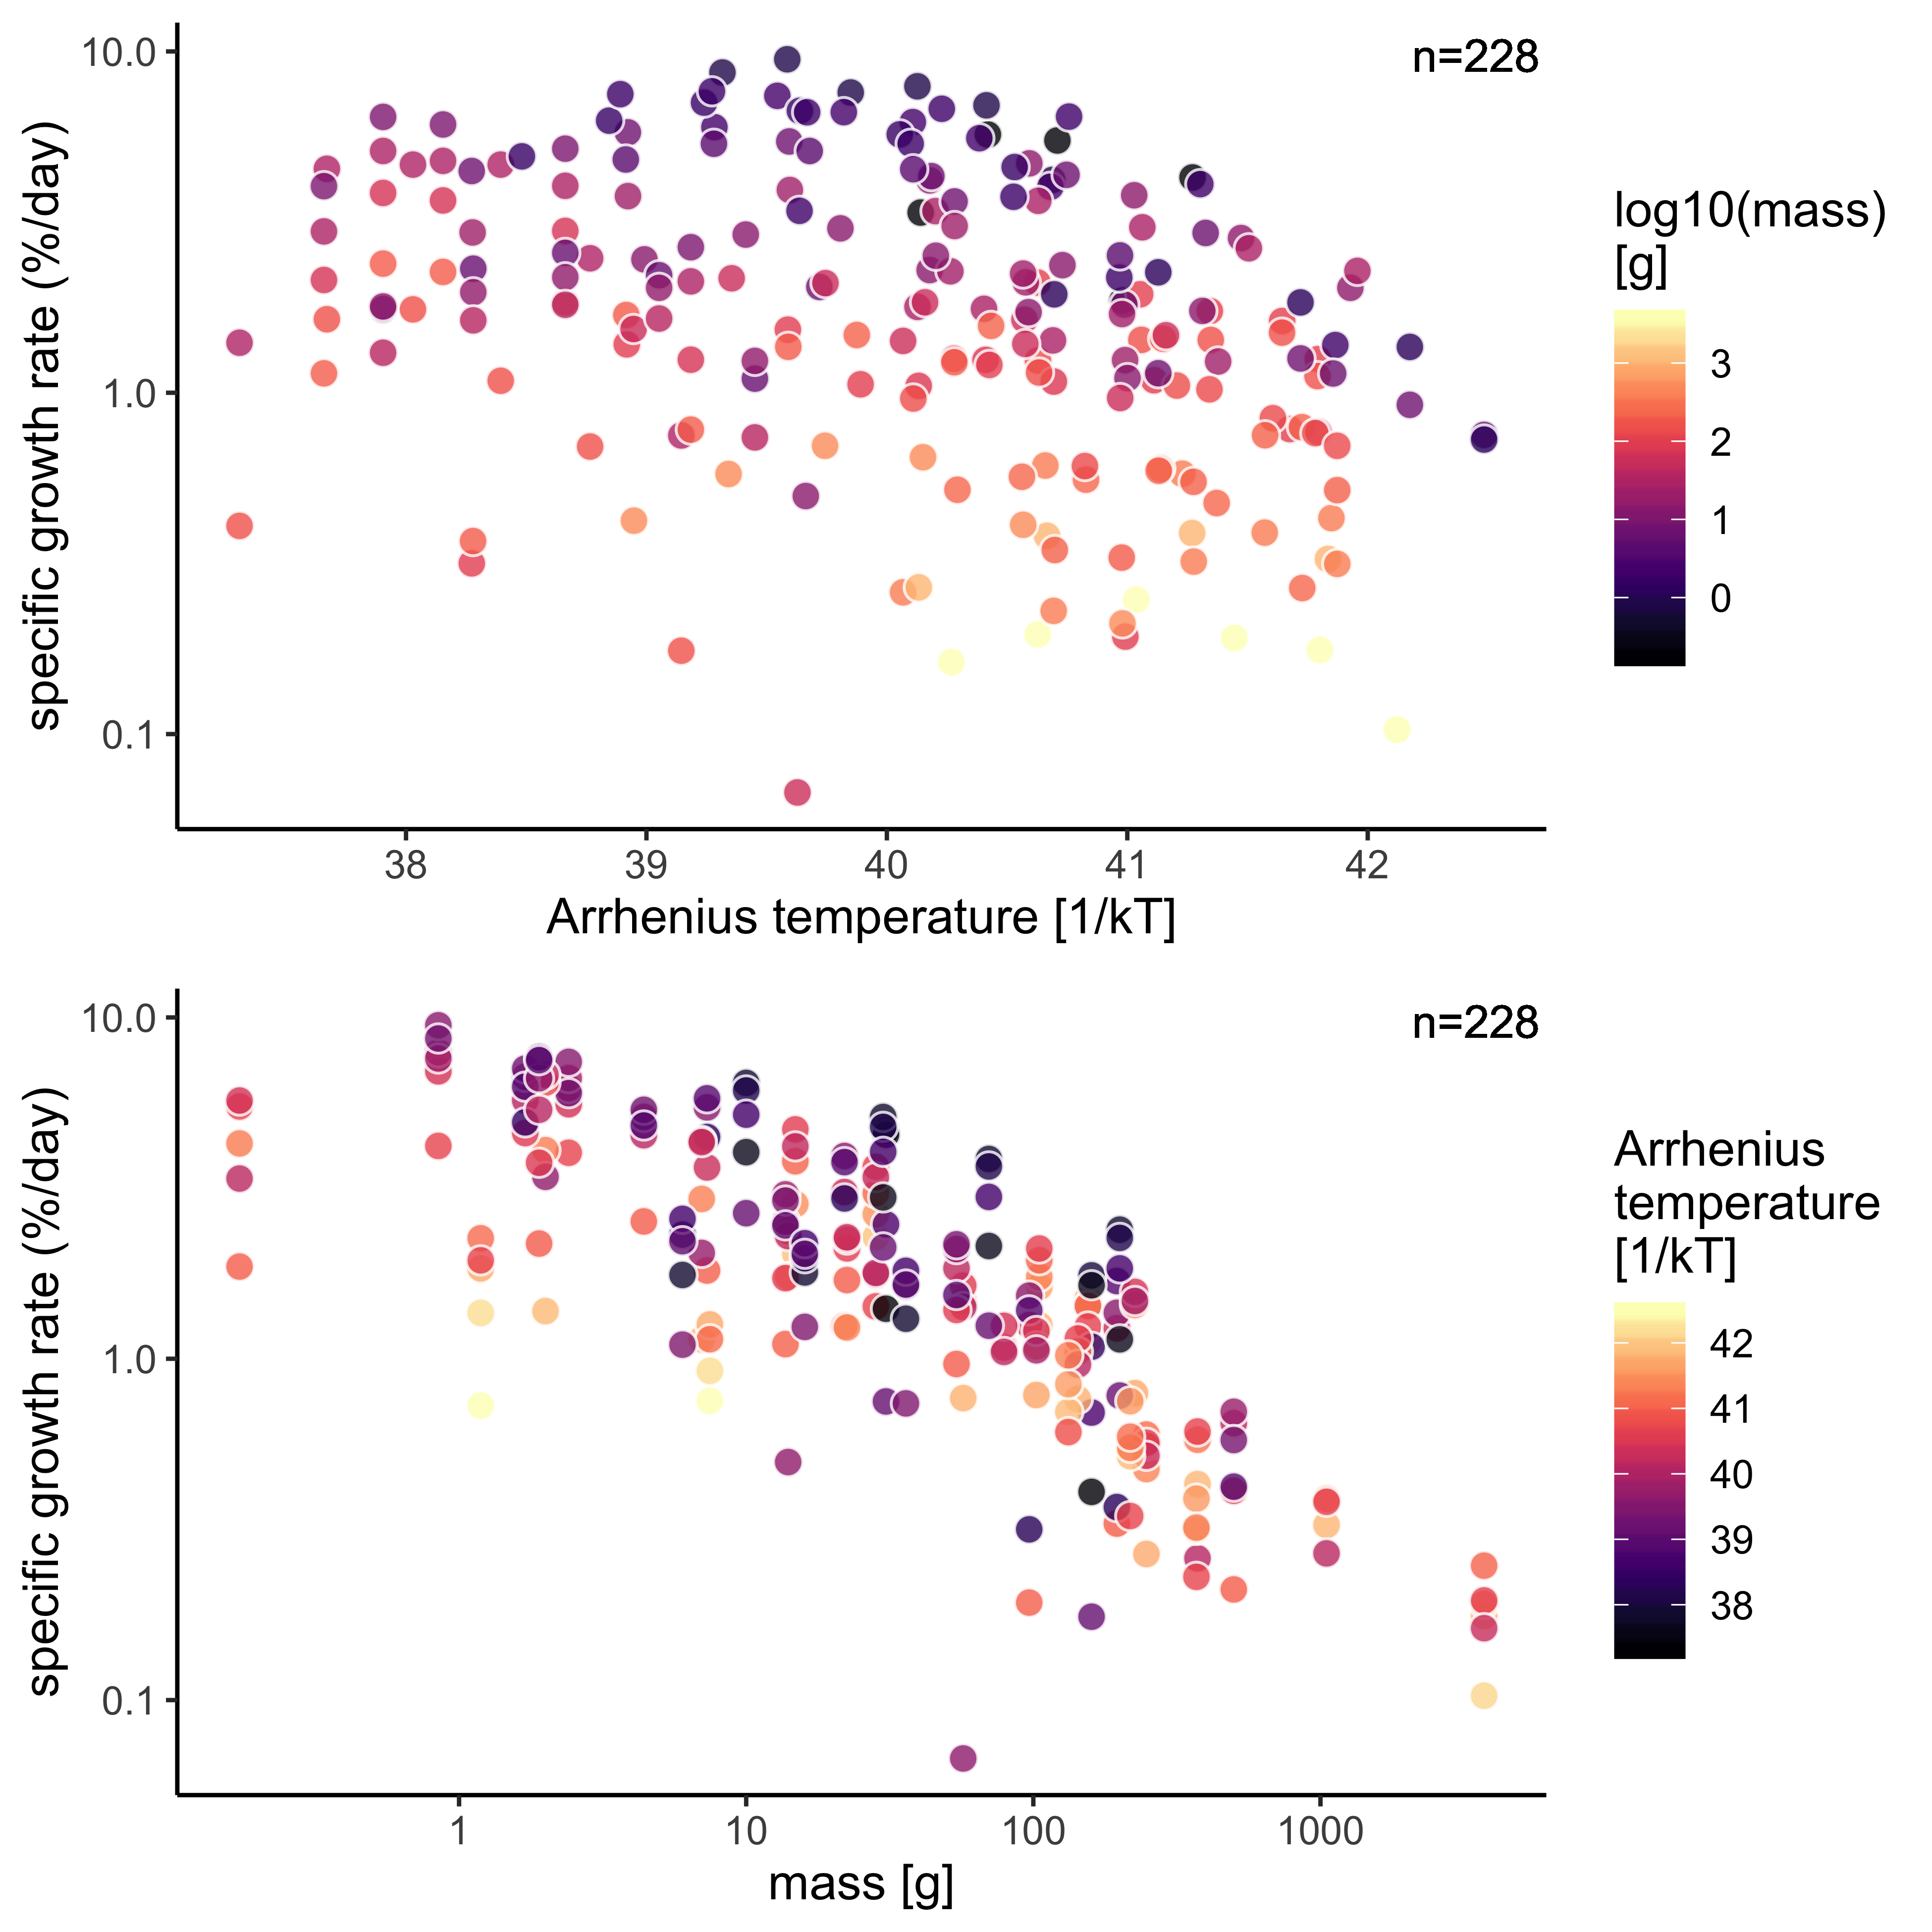 n=228
10.0
1.0
0.1
specific growth rate (%/day)
38 39 40 41 42
Arrhenius temperature [1/kT]
log10(mass)
[g]
3
2
1
0
n=228
10.0
1.0
0.1
specific growth rate (%/day)
1 10 100 1000
mass [g]
Arrhenius
temperature
[1/kT]
42
41
40
39
38